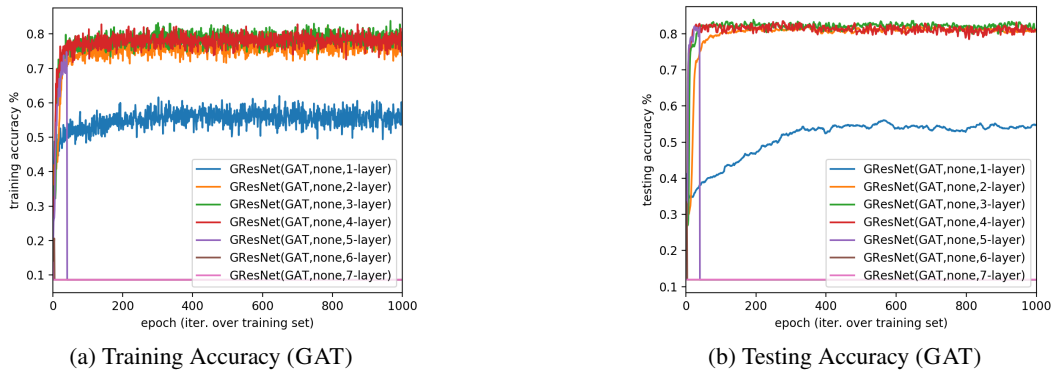 0.8
0.7
0.6
0.5
0.4
0.3
0.2
0.1
training accuracy %
GResNet(GAT,none,1-layer)
GResNet(GAT,none,2-layer)
GResNet(GAT,none,3-layer)
GResNet(GAT,none,4-layer)
GResNet(GAT,none,5-layer)
GResNet(GAT,none,6-layer)
GResNet(GAT,none,7-layer)
0 200 400 600 800 1000
epoch (iter. over training set)
(a) Training Accuracy (GAT)
0.8
0.7
0.6
0.5
0.4
0.3
0.2
0.1
testing accuracy %
GResNet(GAT,none,1-layer)
GResNet(GAT,none,2-layer)
GResNet(GAT,none,3-layer)
GResNet(GAT,none,4-layer)
GResNet(GAT,none,5-layer)
GResNet(GAT,none,6-layer)
GResNet(GAT,none,7-layer)
0 200 400 600 800 1000
epoch (iter. over training set)
(b) Testing Accuracy (GAT)